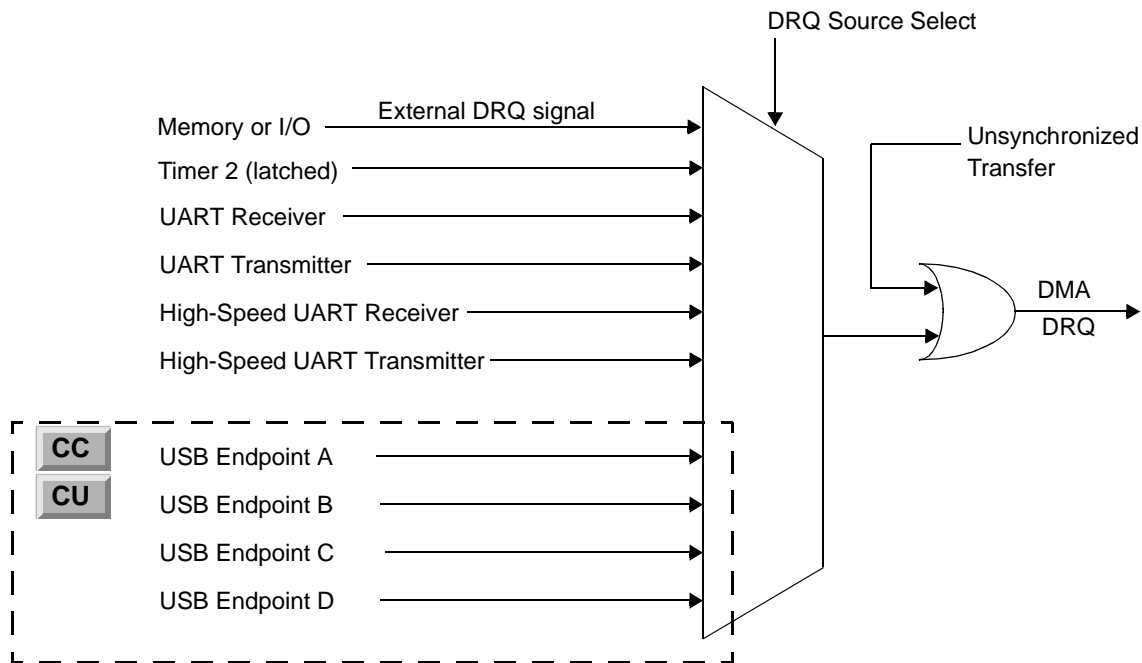 DRQ Source Select
External DRQ signal
Memory or I/O
Unsynchronized
Transfer
Timer 2 (latched)
UART Receiver
UART Transmitter
DMA
DRQ
High-Speed UART Receiver
High-Speed UART Transmitter
CC
USB Endpoint A
CU
USB Endpoint B
USB Endpoint C
USB Endpoint D